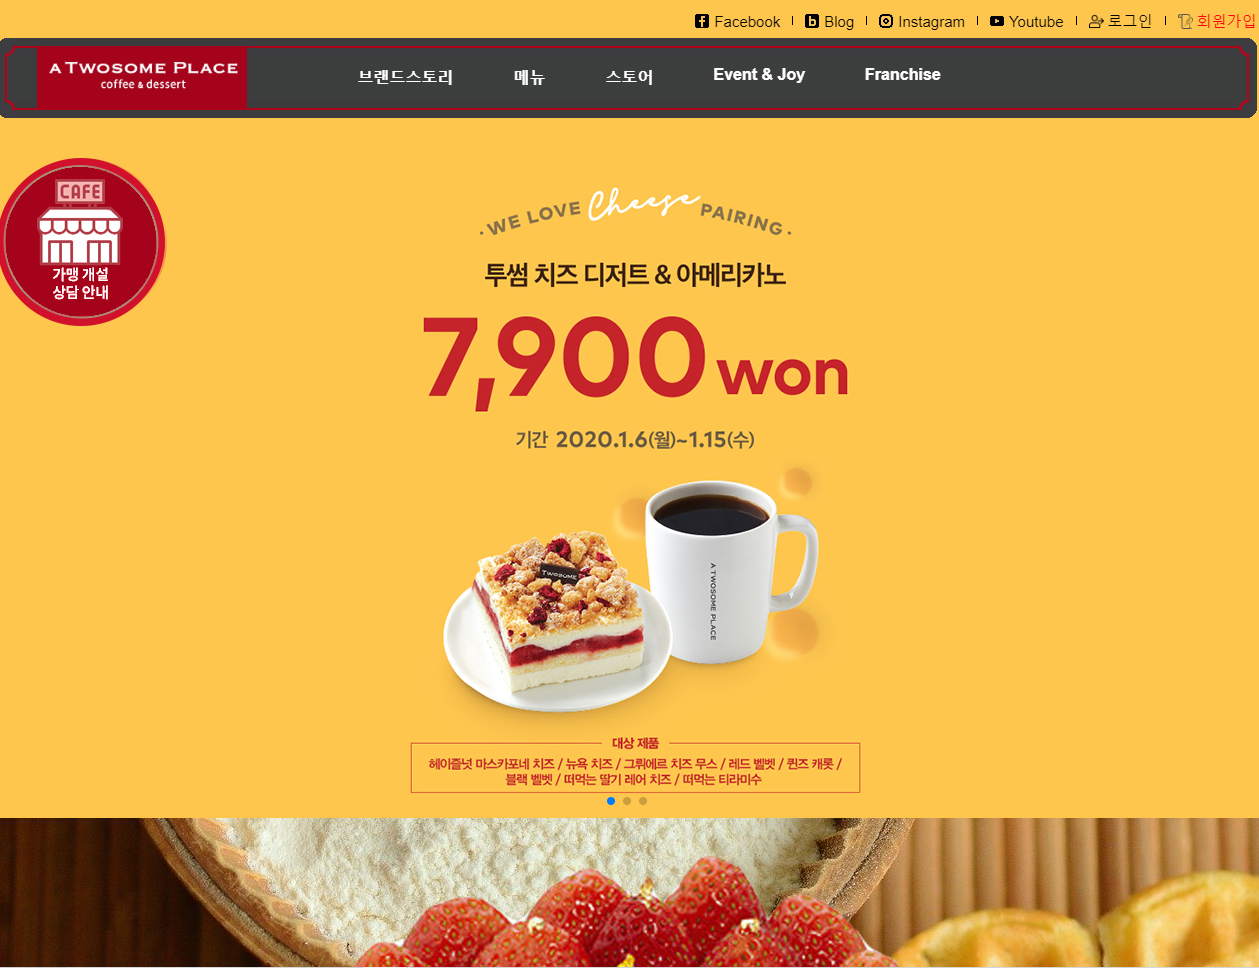 Facebook Blog Instagram Youtube 로그인 회원가입
A TWOSOME PLACE
coffee & dessert
브랜드스토리 메뉴 스토어 Event & Joy Franchise
CAFE
가맹 개설
상담 안내
·WE LOVE Cheese PAIRING·
투썸 치즈 디저트 & 아메리카노
7,900 won
기간 2020.1.6(월)~1.15(수)
TWOSOME
A TWOSOME PLACE
대상 제품
헤이즐넛 마스카포네 치즈 / 뉴욕 치즈 / 그뤼에르 치즈 무스 / 레드 벨벳 / 퀸즈 캐롯 /
블랙 벨벳 / 떠먹는 딸기 레어 치즈 / 떠먹는 티라미수